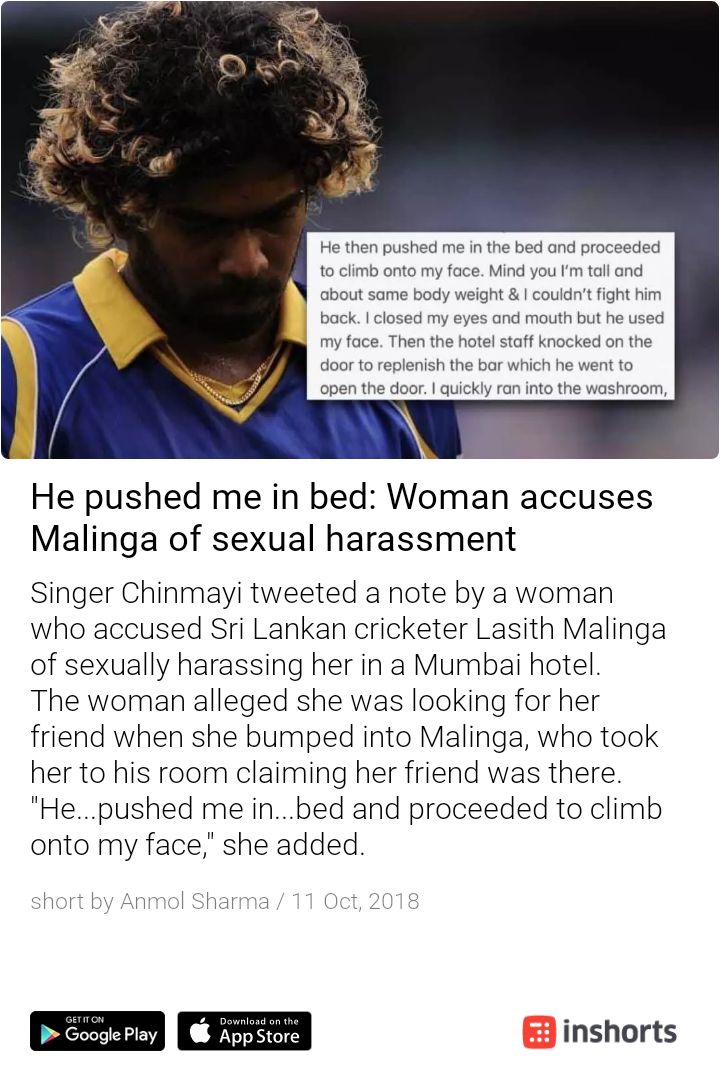 He then pushed me in the bed and proceeded
to climb onto my face. Mind you I'm tall and
about same body weight & I couldn't fight him
back. I closed my eyes and mouth but he used
my face. Then the hotel staff knocked on the
door to replenish the bar which he went to
open the door. I quickly ran into the washroom,
He pushed me in bed: Woman accuses
Malinga of sexual harassment
Singer Chinmayi tweeted a note by a woman
who accused Sri Lankan cricketer Lasith Malinga
of sexually harassing her in a Mumbai hotel.
The woman alleged she was looking for her
friend when she bumped into Malinga, who took
her to his room claiming her friend was there.
"He...pushed me in...bed and proceeded to climb
onto my face," she added.
short by Anmol Sharma / 11 Oct, 2018
GET IT ON
Google Play
Download on the
App Store
inshorts